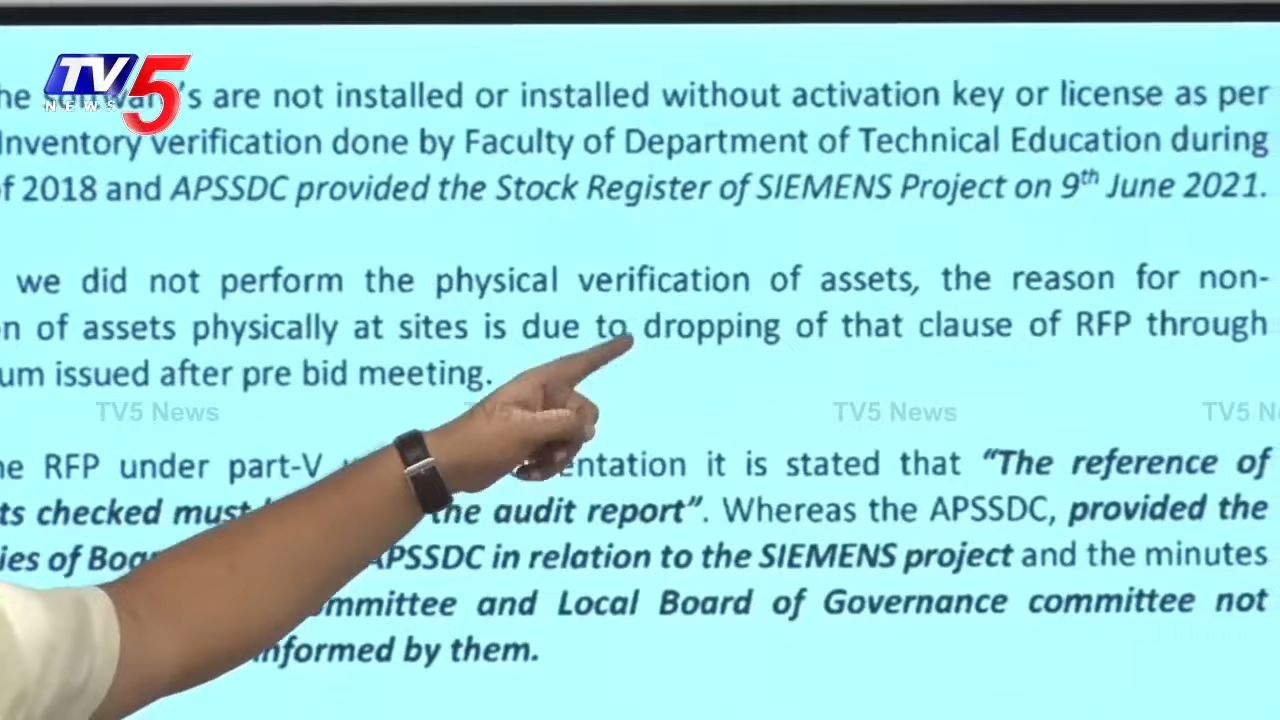 TV5
NEWS
he 's are not installed or installed without activation key or license as per
Inventory verification done by Faculty of Department of Technical Education during
of 2018 and APSSDC provided the Stock Register of SIEMENS Project on 9th June 2021.
we did not perform the physical verification of assets, the reason for non-
on of assets physically at sites is due to dropping of that clause of RFP through
um issued after pre bid meeting.
TV5 News TV5 News TV5 News TV5 N
he RFP under part-V entation it is stated that “The reference of
ts checked must the audit report”. Whereas the APSSDC, provided the
ies of Boa APSSDC in relation to the SIEMENS project and the minutes
mmittee and Local Board of Governance committee not
informed by them.